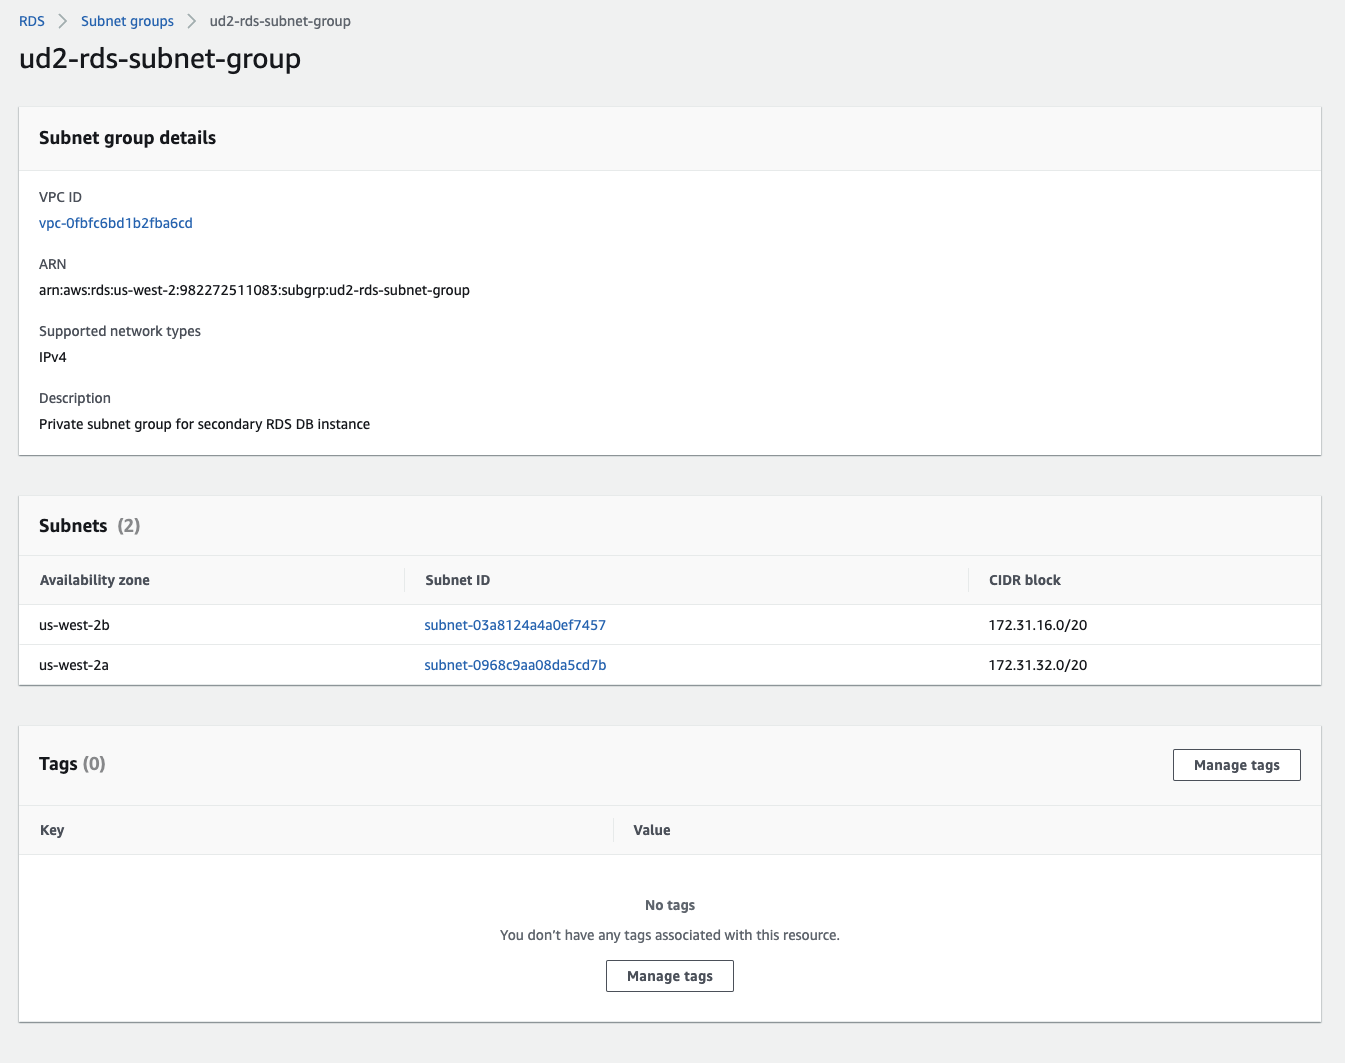 RDS > Subnet groups > ud2-rds-subnet-group
ud2-rds-subnet-group
Subnet group details
VPC ID
vpc-0fbfc6bd1b2fba6cd
ARN
arn:aws:rds:us-west-2:982272511083:subgrp:ud2-rds-subnet-group
Supported network types
IPv4
Description
Private subnet group for secondary RDS DB instance
Subnets (2)
Availability zone Subnet ID CIDR block
us-west-2b subnet-03a8124a4a0ef7457 172.31.16.0/20
us-west-2a subnet-0968c9aa08da5cd7b 172.31.32.0/20
Tags (0) Manage tags
Key Value
No tags
You don’t have any tags associated with this resource.
Manage tags